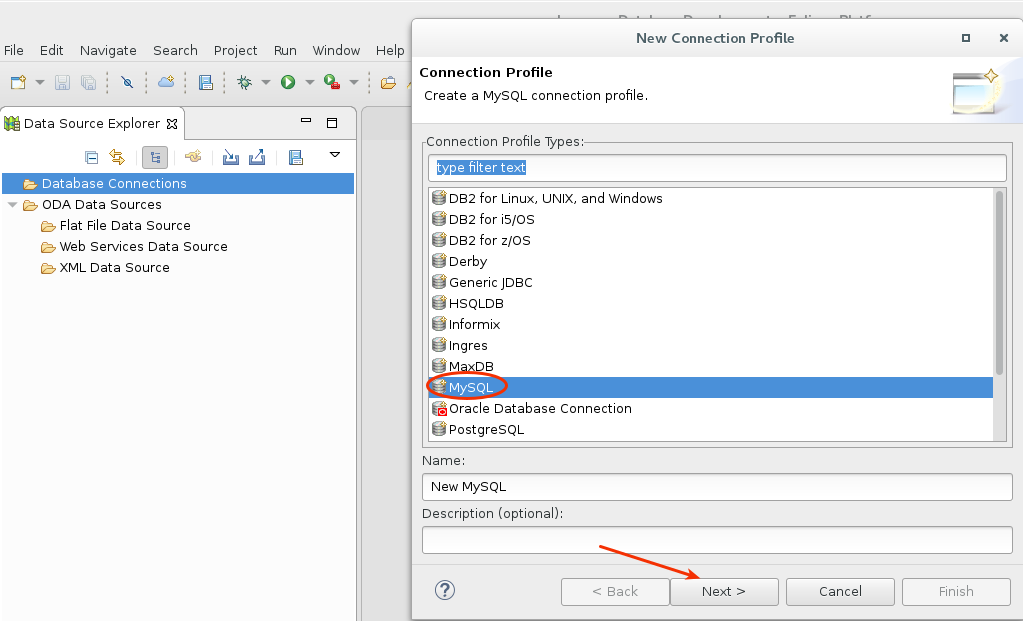 New Connection Profile
File Edit Navigate Search Project Run Window Help
Connection Profile
Create a MySQL connection profile.
Data Source Explorer
Database Connections
ODA Data Sources
Flat File Data Source
Web Services Data Source
XML Data Source
Connection Profile Types:
type filter text
DB2 for Linux, UNIX, and Windows
DB2 for i5/OS
DB2 for z/OS
Derby
Generic JDBC
HSQLDB
Informix
Ingres
MaxDB
MySQL
Oracle Database Connection
PostgreSQL
Name:
New MySQL
Description (optional):
?
< Back Next > Cancel Finish